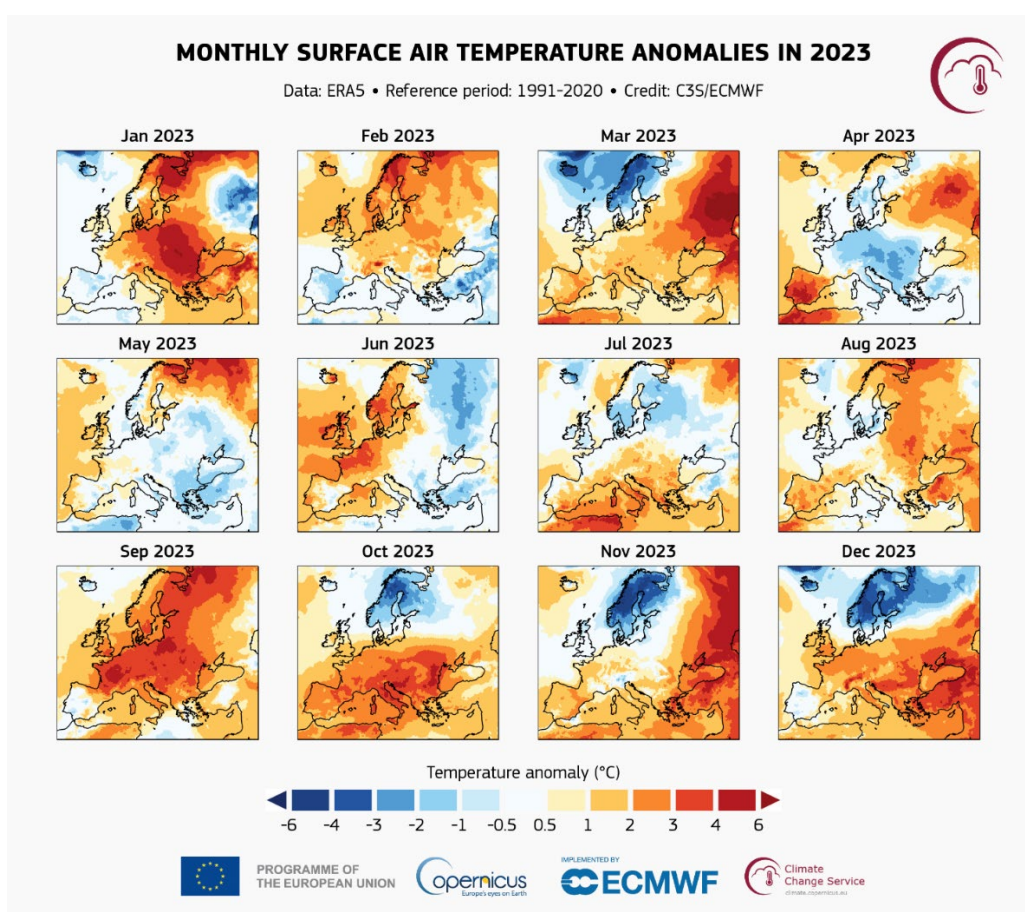 MONTHLY SURFACE AIR TEMPERATURE ANOMALIES IN 2023
Data: ERA5 • Reference period: 1991-2020 • Credit: C3S/ECMWF
Jan 2023
Feb 2023
Mar 2023
Apr 2023
May 2023
Jun 2023
Jul 2023
Aug 2023
Sep 2023
Oct 2023
Nov 2023
Dec 2023
Temperature anomaly (°C)
-6 -4 -3 -2 -1 -0.5 0.5 1 2 3 4 6
PROGRAMME OF
THE EUROPEAN UNION
opernicus
Europe's eyes on Earth
IMPLEMENTED BY
ECMWF
Climate
Change Service
climate.copernicus.eu